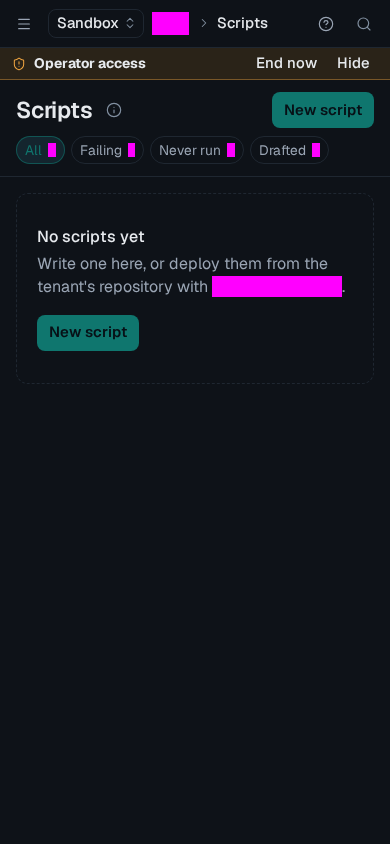 Sandbox > Scripts
Operator access End now Hide
Scripts New script
All Failing Never run Drafted
No scripts yet
Write one here, or deploy them from the
tenant's repository with .
New script